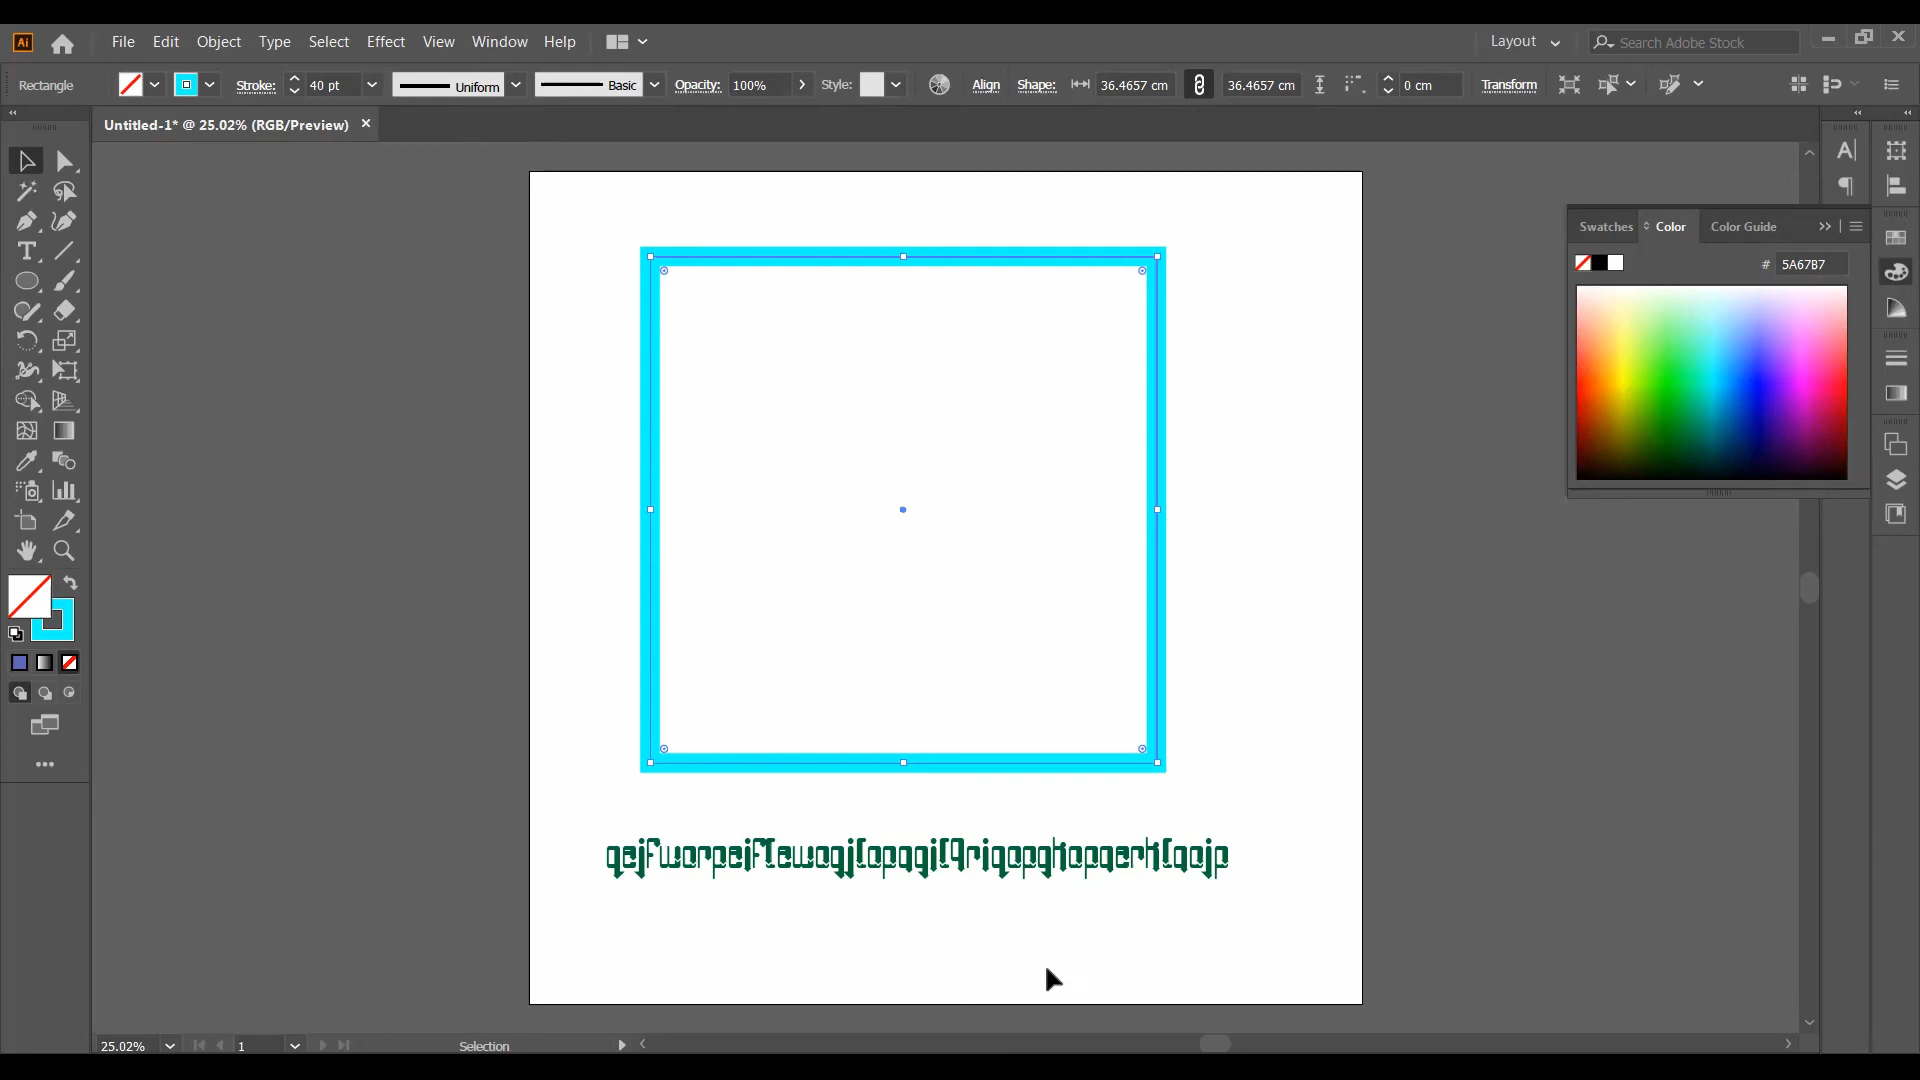 Ai File Edit Object Type Select Effect View Window Help Layout Search Adobe Stock
Rectangle Stroke: 40 pt Uniform Basic Opacity: 100% Style: Align Shape: 36.4657 cm 36.4657 cm 0 cm Transform
Untitled-1* @ 25.02% (RGB/Preview) ×
Swatches Color Color Guide
# 5A67B7
25.02% 1 Selection